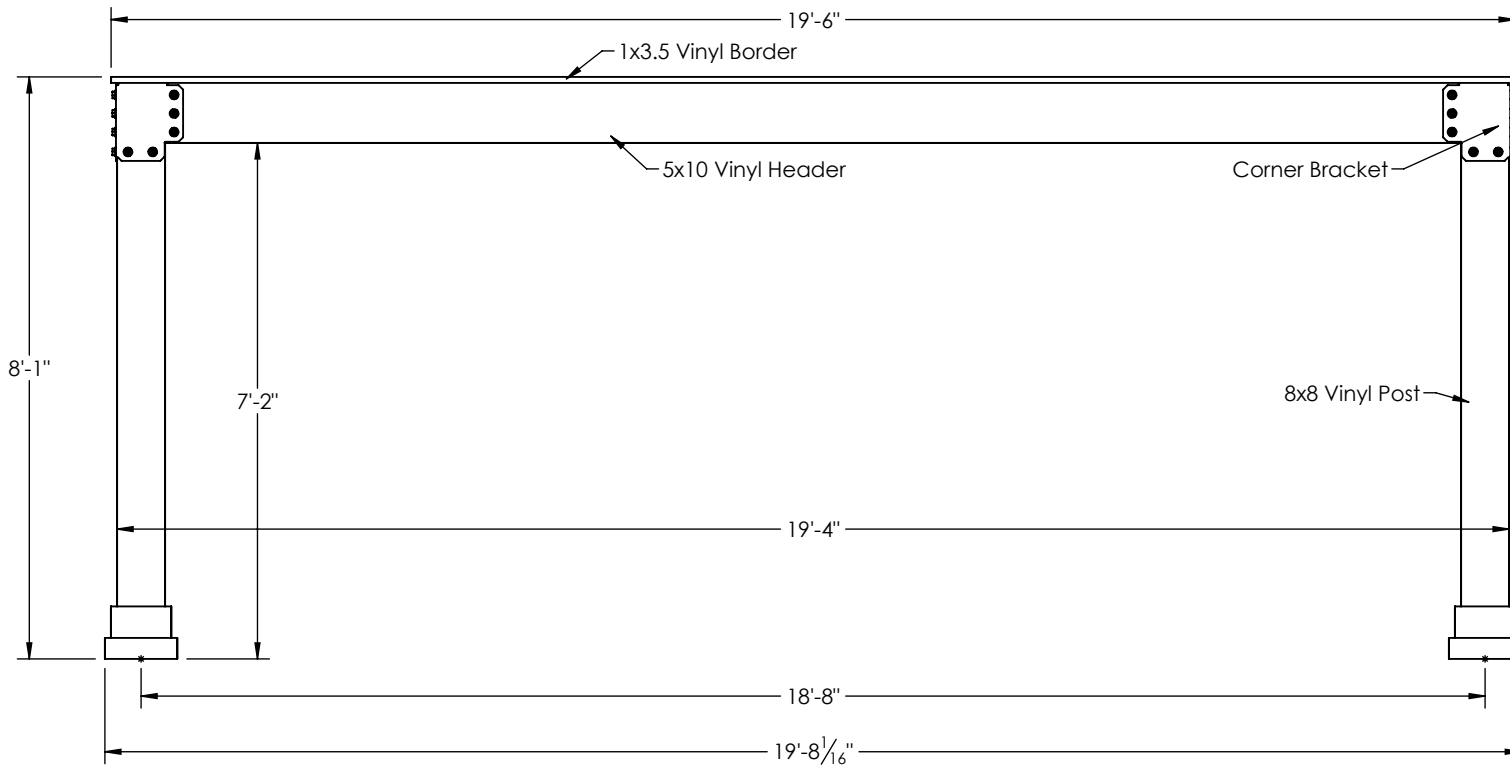 19'-6"
1x3.5 Vinyl Border
5x10 Vinyl Header
Corner Bracket
8'-1"
7'-2"
8x8 Vinyl Post
19'-4"
18'-8"
19'-8 1/16"